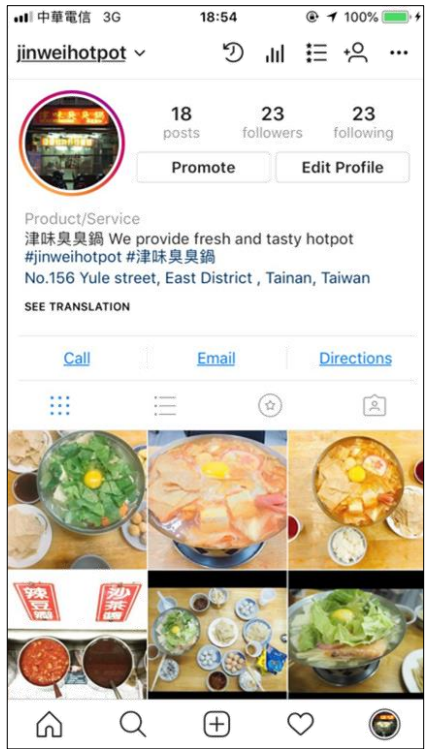 中華電信 3G 18:54 100%
jinweihotpot
18 23 23
posts followers following
Promote Edit Profile
Product/Service
津味臭臭鍋 We provide fresh and tasty hotpot
#jinweihotpot #津味臭臭鍋
No.156 Yule street, East District , Tainan, Taiwan
SEE TRANSLATION
Call Email Directions
辣豆瓣 沙茶醬